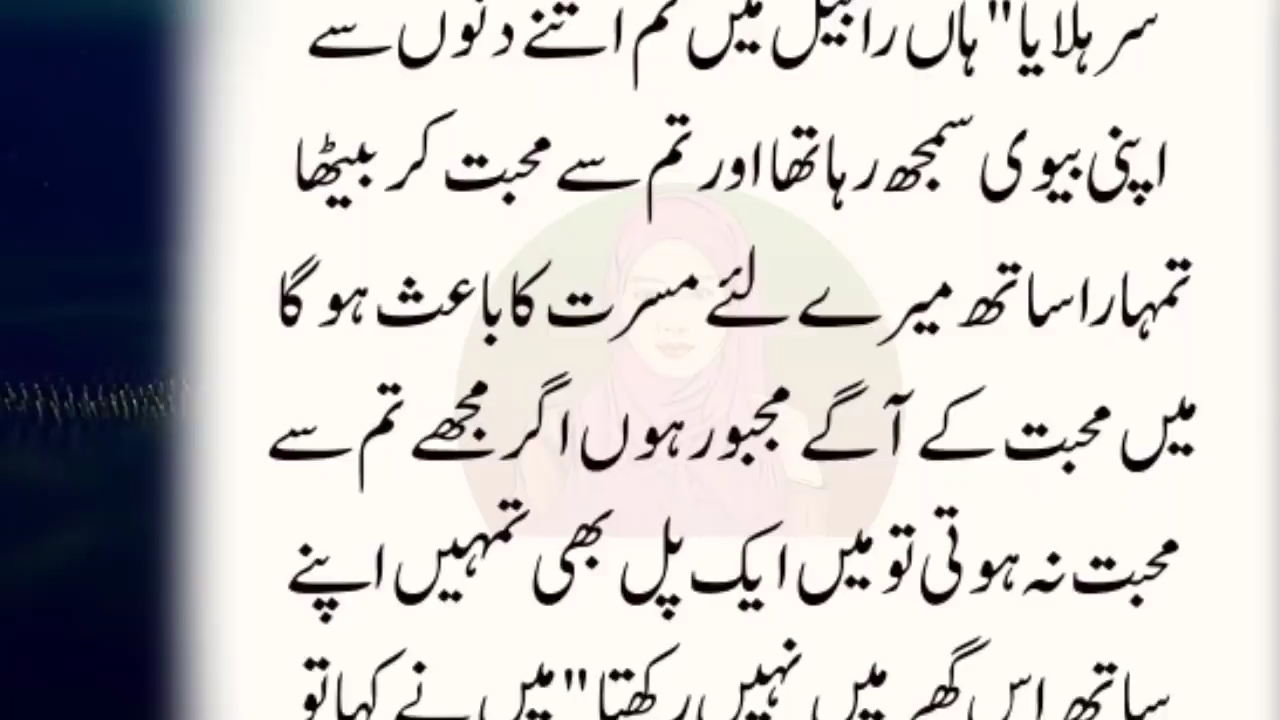 سر ہلایا"ہاں رابیل میں تم اتنے دنوں سے
اپنی بیوی سمجھ رہا تھا اور تم سے محبت کر بیٹھا
تمہارا ساتھ میرے لئے مسرت کا باعث ہو گا
میں محبت کے آگے مجبور ہوں اگر مجھے تم سے
محبت نہ ہوتی تو میں ایک پل بھی تمہیں اپنے
ساتھ اس گھر میں نہیں رکھتا"میں نے کہا تو